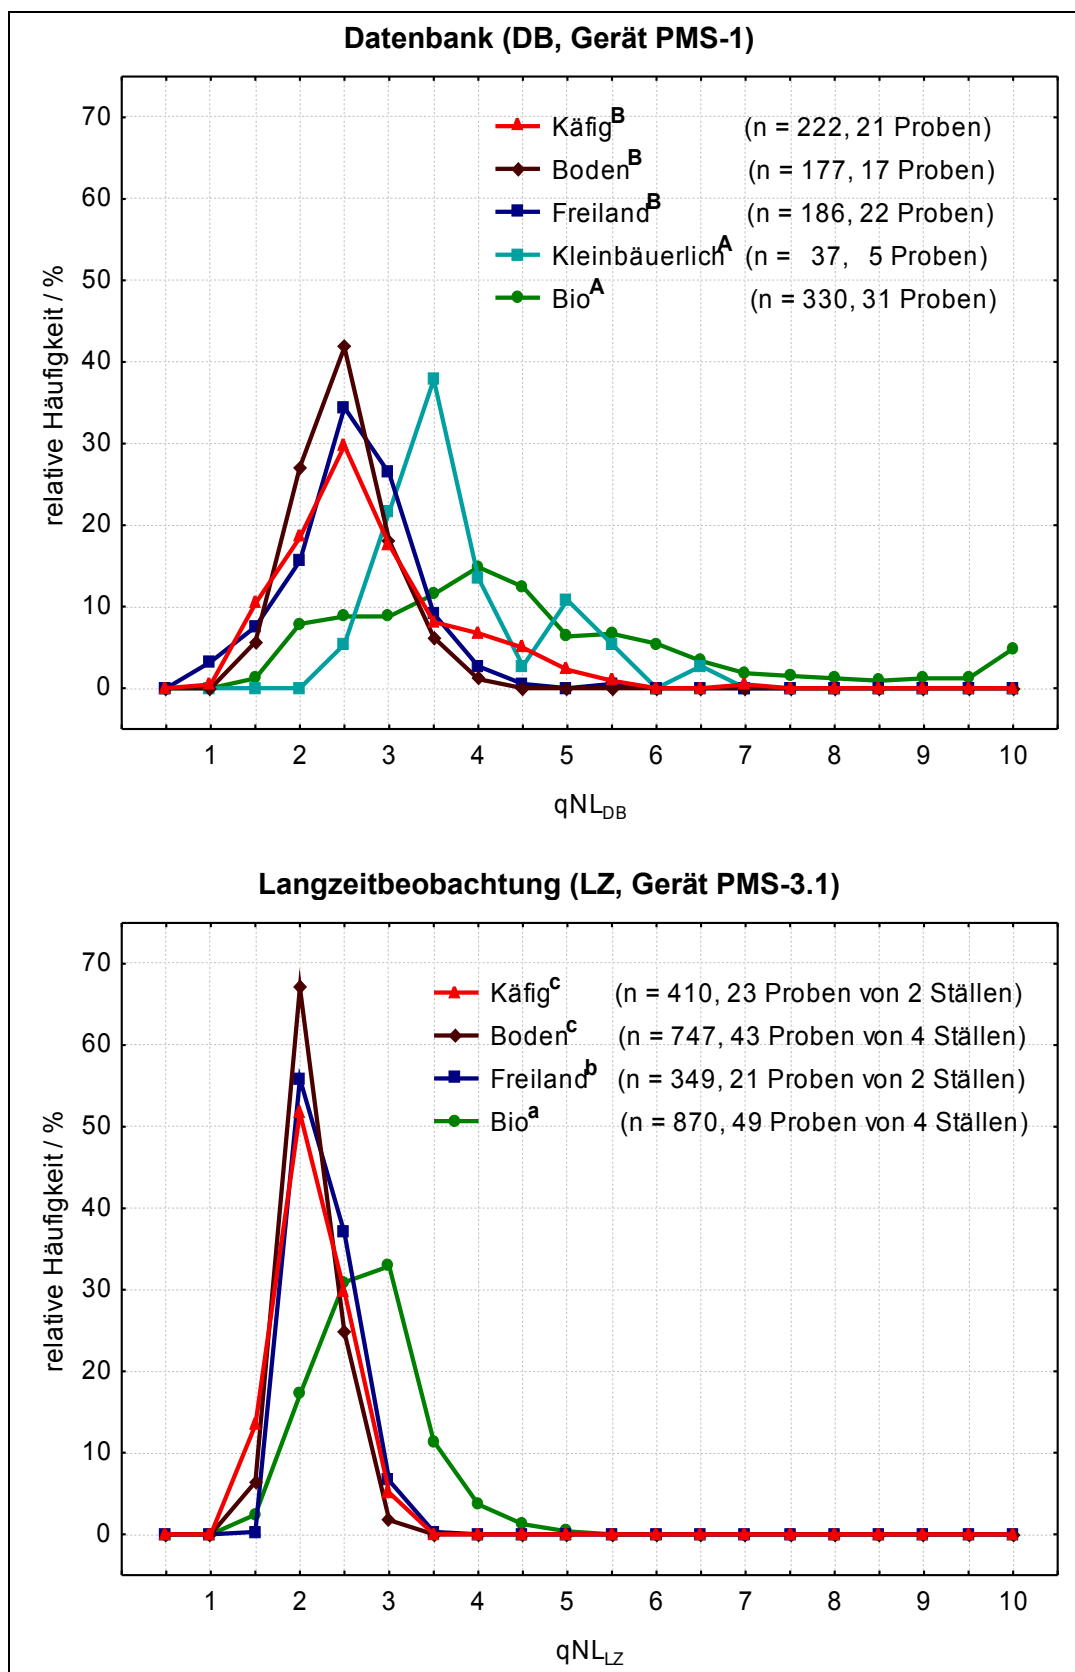 Datenbank (DB, Gerät PMS-1)
70
60
50
40
30
20
10
0
relative Häufigkeit / %
Käfig^B (n = 222, 21 Proben)
Boden^B (n = 177, 17 Proben)
Freiland^B (n = 186, 22 Proben)
Kleinbäuerlich^A (n = 37, 5 Proben)
Bio^A (n = 330, 31 Proben)
1 2 3 4 5 6 7 8 9 10
qNL_DB
Langzeitbeobachtung (LZ, Gerät PMS-3.1)
70
60
50
40
30
20
10
0
relative Häufigkeit / %
Käfig^c (n = 410, 23 Proben von 2 Ställen)
Boden^c (n = 747, 43 Proben von 4 Ställen)
Freiland^b (n = 349, 21 Proben von 2 Ställen)
Bio^a (n = 870, 49 Proben von 4 Ställen)
1 2 3 4 5 6 7 8 9 10
qNL_LZ